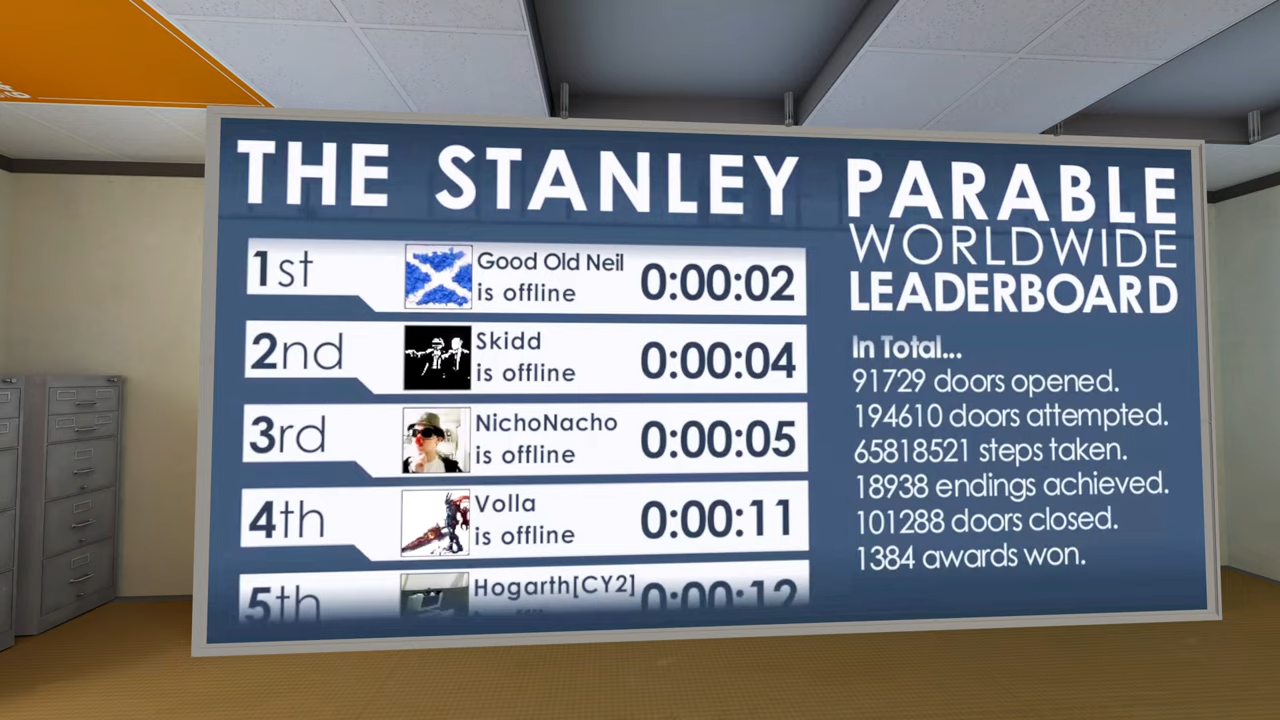 THE STANLEY PARABLE
WORLDWIDE
LEADERBOARD
1st
Good Old Neil
is offline
0:00:02
2nd
Skidd
is offline
0:00:04
3rd
NichoNacho
is offline
0:00:05
4th
Volla
is offline
0:00:11
5th
Hogarth[CY2]
0:00:12
In Total...
91729 doors opened.
194610 doors attempted.
65818521 steps taken.
18938 endings achieved.
101288 doors closed.
1384 awards won.